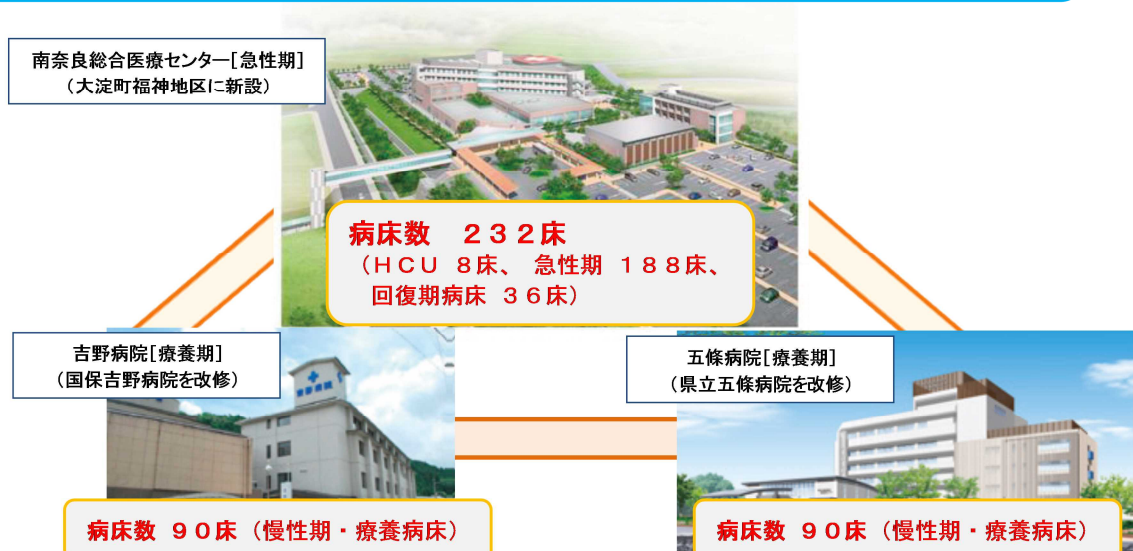 南奈良総合医療センター[急性期]
（大淀町福神地区に新設）
病床数　２３２床
（ＨＣＵ ８床、 急性期 １８８床、
回復期病床 ３６床）
吉野病院[療養期]
（国保吉野病院を改修）
五條病院[療養期]
（県立五條病院を改修）
吉野病院
病床数 ９０床（慢性期・療養病床）
病床数 ９０床（慢性期・療養病床）